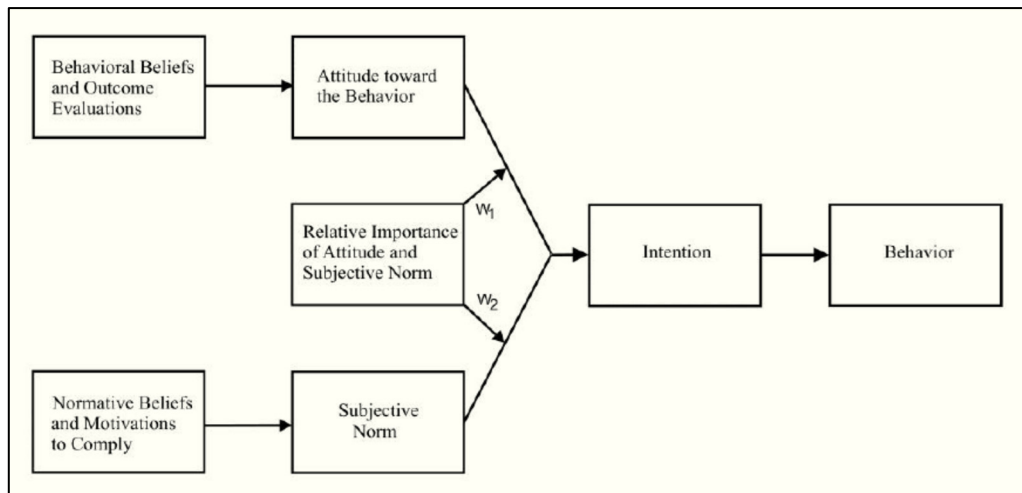 Behavioral Beliefs
and Outcome
Evaluations
Attitude toward
the Behavior
Relative Importance
of Attitude and
Subjective Norm
W1
W2
Intention
Behavior
Normative Beliefs
and Motivations
to Comply
Subjective
Norm